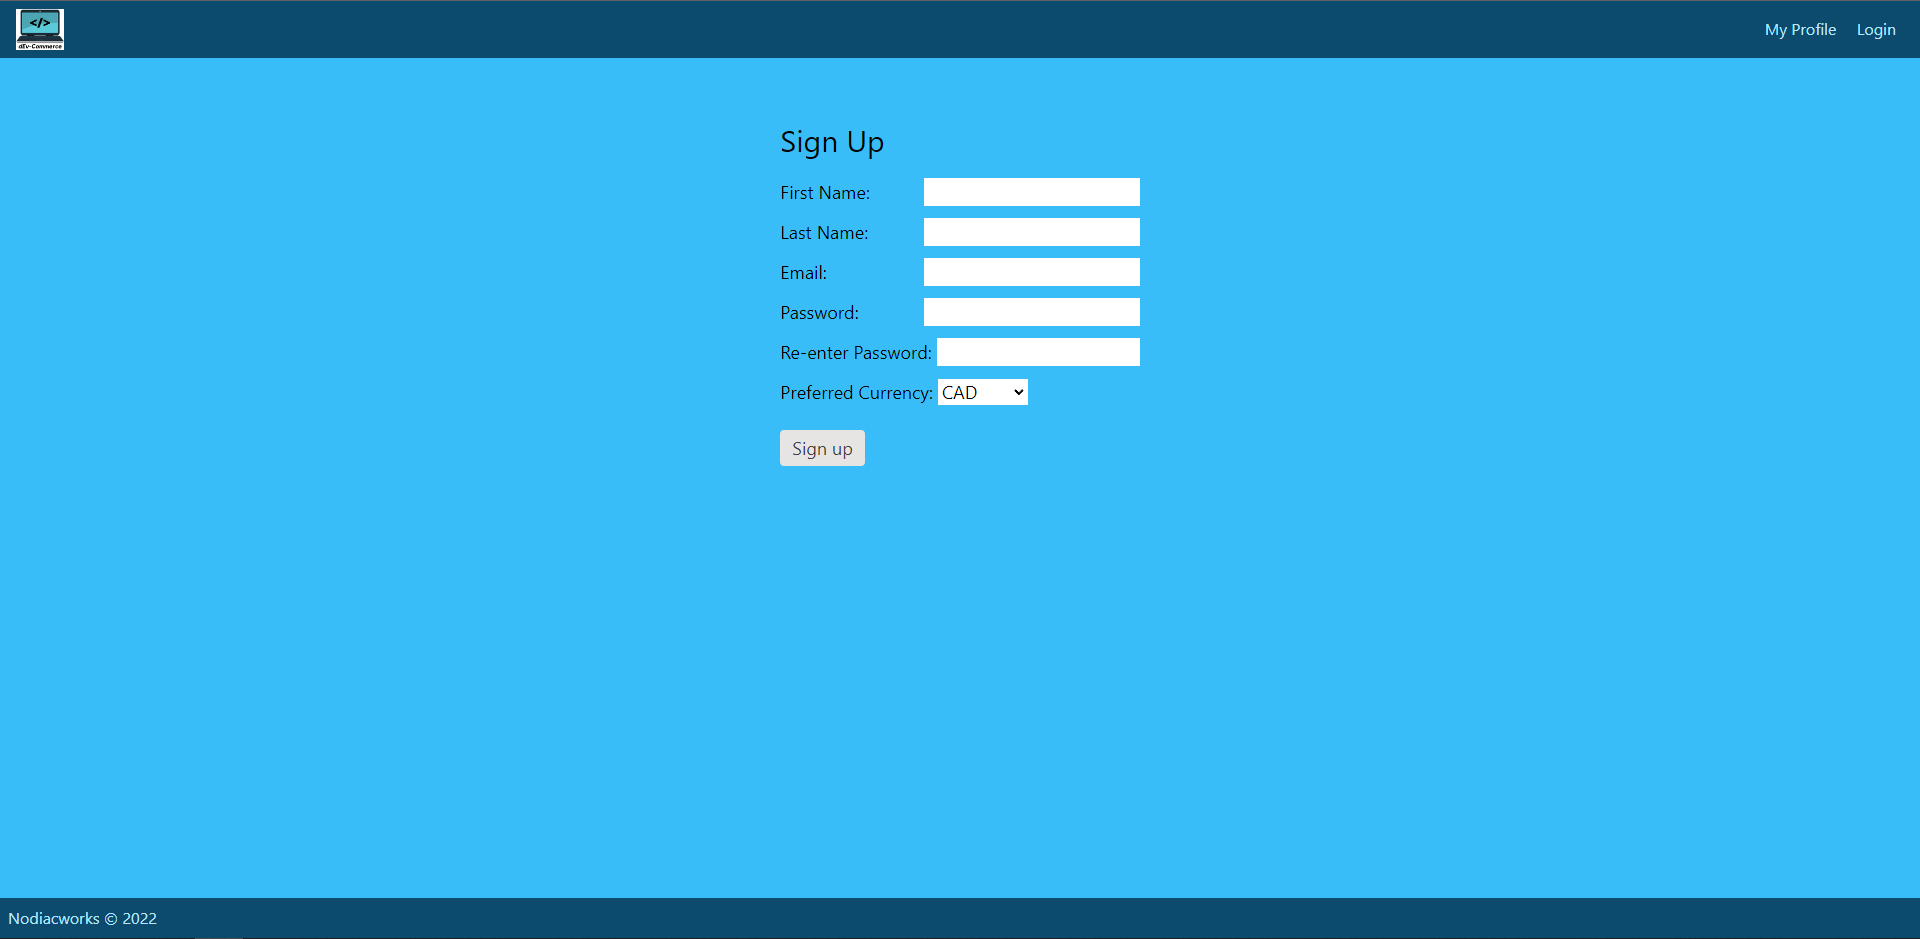 </>
dEv-Commerce
My Profile Login
Sign Up
First Name:
Last Name:
Email:
Password:
Re-enter Password:
Preferred Currency: CAD
Sign up
Nodiacworks © 2022